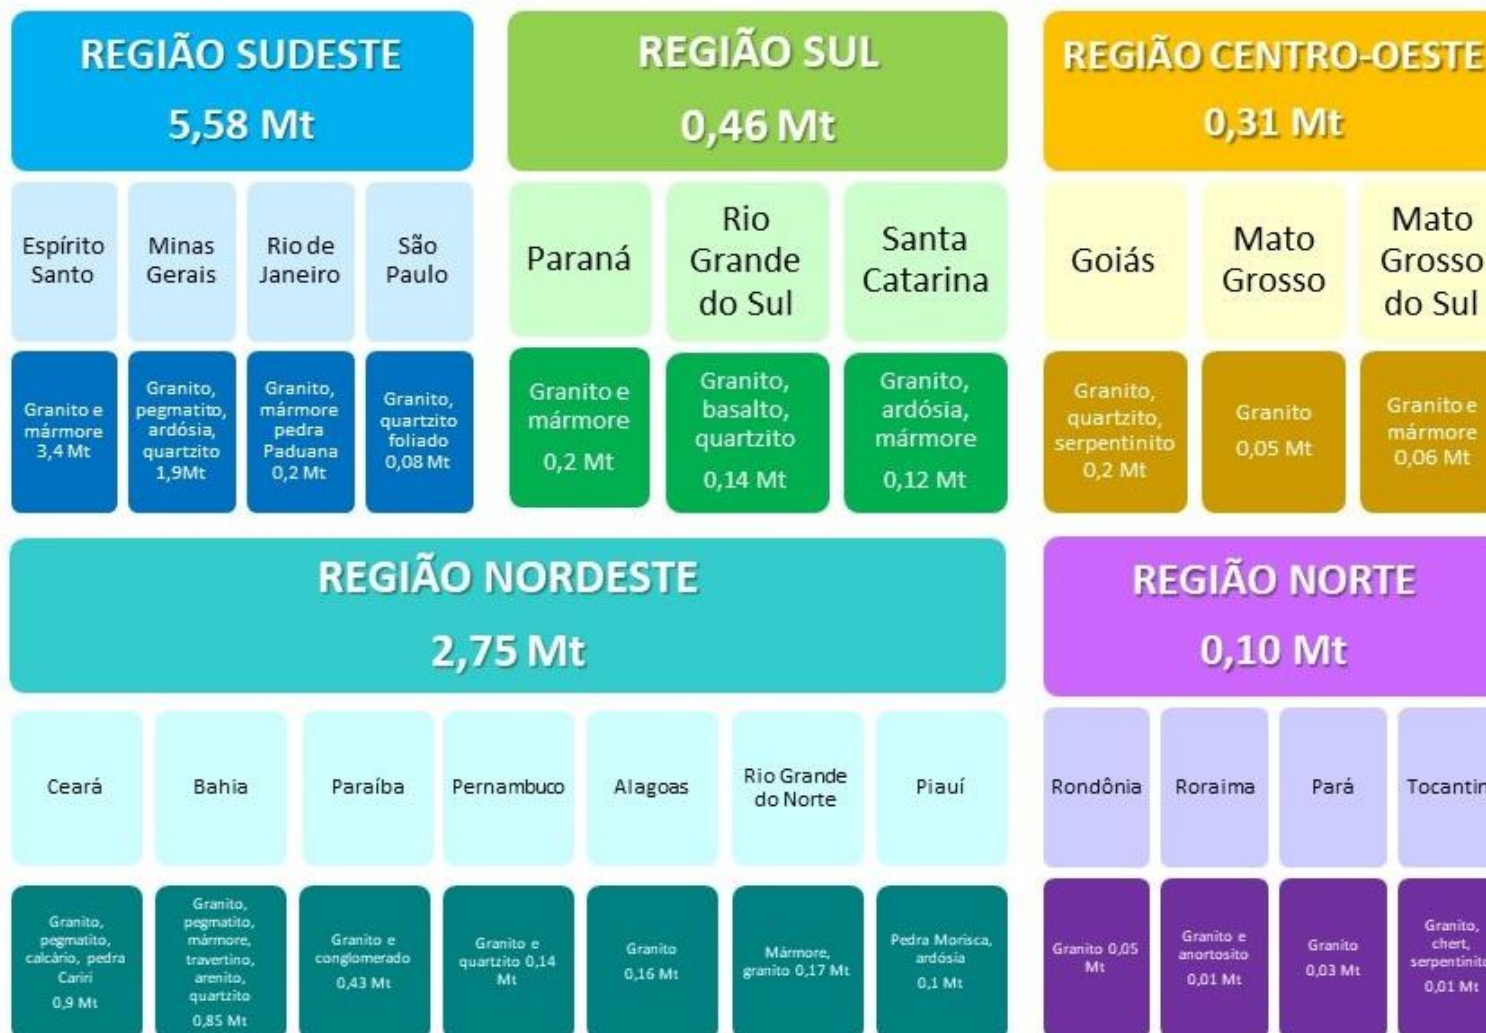 REGIÃO SUDESTE
5,58 Mt
Espírito
Santo
Minas
Gerais
Rio de
Janeiro
São
Paulo
Granito e
mármore
3,4 Mt
Granito,
pegmatito,
ardósia,
quartzito
1,9Mt
Granito,
mármore
pedra
Paduana
0,2 Mt
Granito,
quartzito
foliado
0,08 Mt
REGIÃO SUL
0,46 Mt
Paraná
Rio
Grande
do Sul
Santa
Catarina
Granito e
mármore
0,2 Mt
Granito,
basalto,
quartzito
0,14 Mt
Granito,
ardósia,
mármore
0,12 Mt
REGIÃO CENTRO-OESTE
0,31 Mt
Goiás
Mato
Grosso
Mato
Grosso
do Sul
Granito,
quartzito,
serpentinito
0,2 Mt
Granito
0,05 Mt
Granito e
mármore
0,06 Mt
REGIÃO NORDESTE
2,75 Mt
Ceará
Bahia
Paraíba
Pernambuco
Alagoas
Rio Grande
do Norte
Piauí
Granito,
pegmatito,
calcário, pedra
Cariri
0,9 Mt
Granito,
pegmatito,
mármore,
travertino,
arenito,
quartzito
0,85 Mt
Granito e
conglomerado
0,43 Mt
Granito e
quartzito 0,14
Mt
Granito
0,16 Mt
Mármore,
granito 0,17 Mt
Pedra Morisca,
ardósia
0,1 Mt
REGIÃO NORTE
0,10 Mt
Rondônia
Roraima
Pará
Tocantin
Granito 0,05
Mt
Granito e
anortosito
0,01 Mt
Granito
0,03 Mt
Granito,
chert,
serpentinito
0,01 Mt